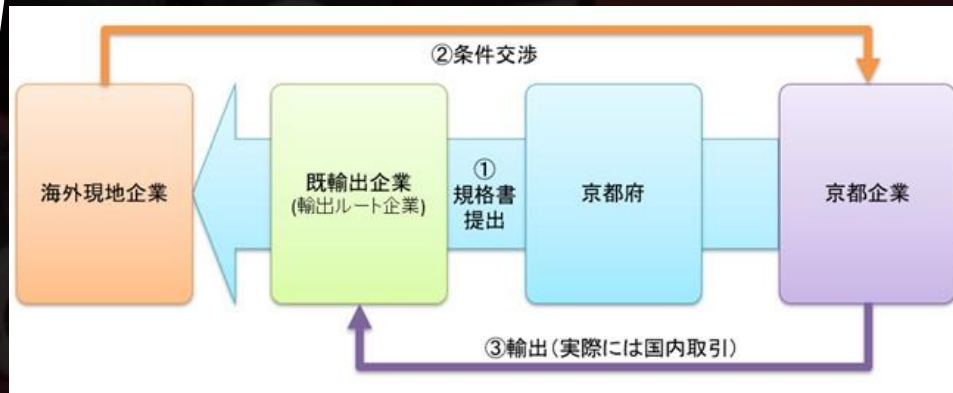 ②条件交渉
海外現地企業
既輸出企業
(輸出ルート企業)
①
規格書
提出
京都府
京都企業
③輸出(実際には国内取引)